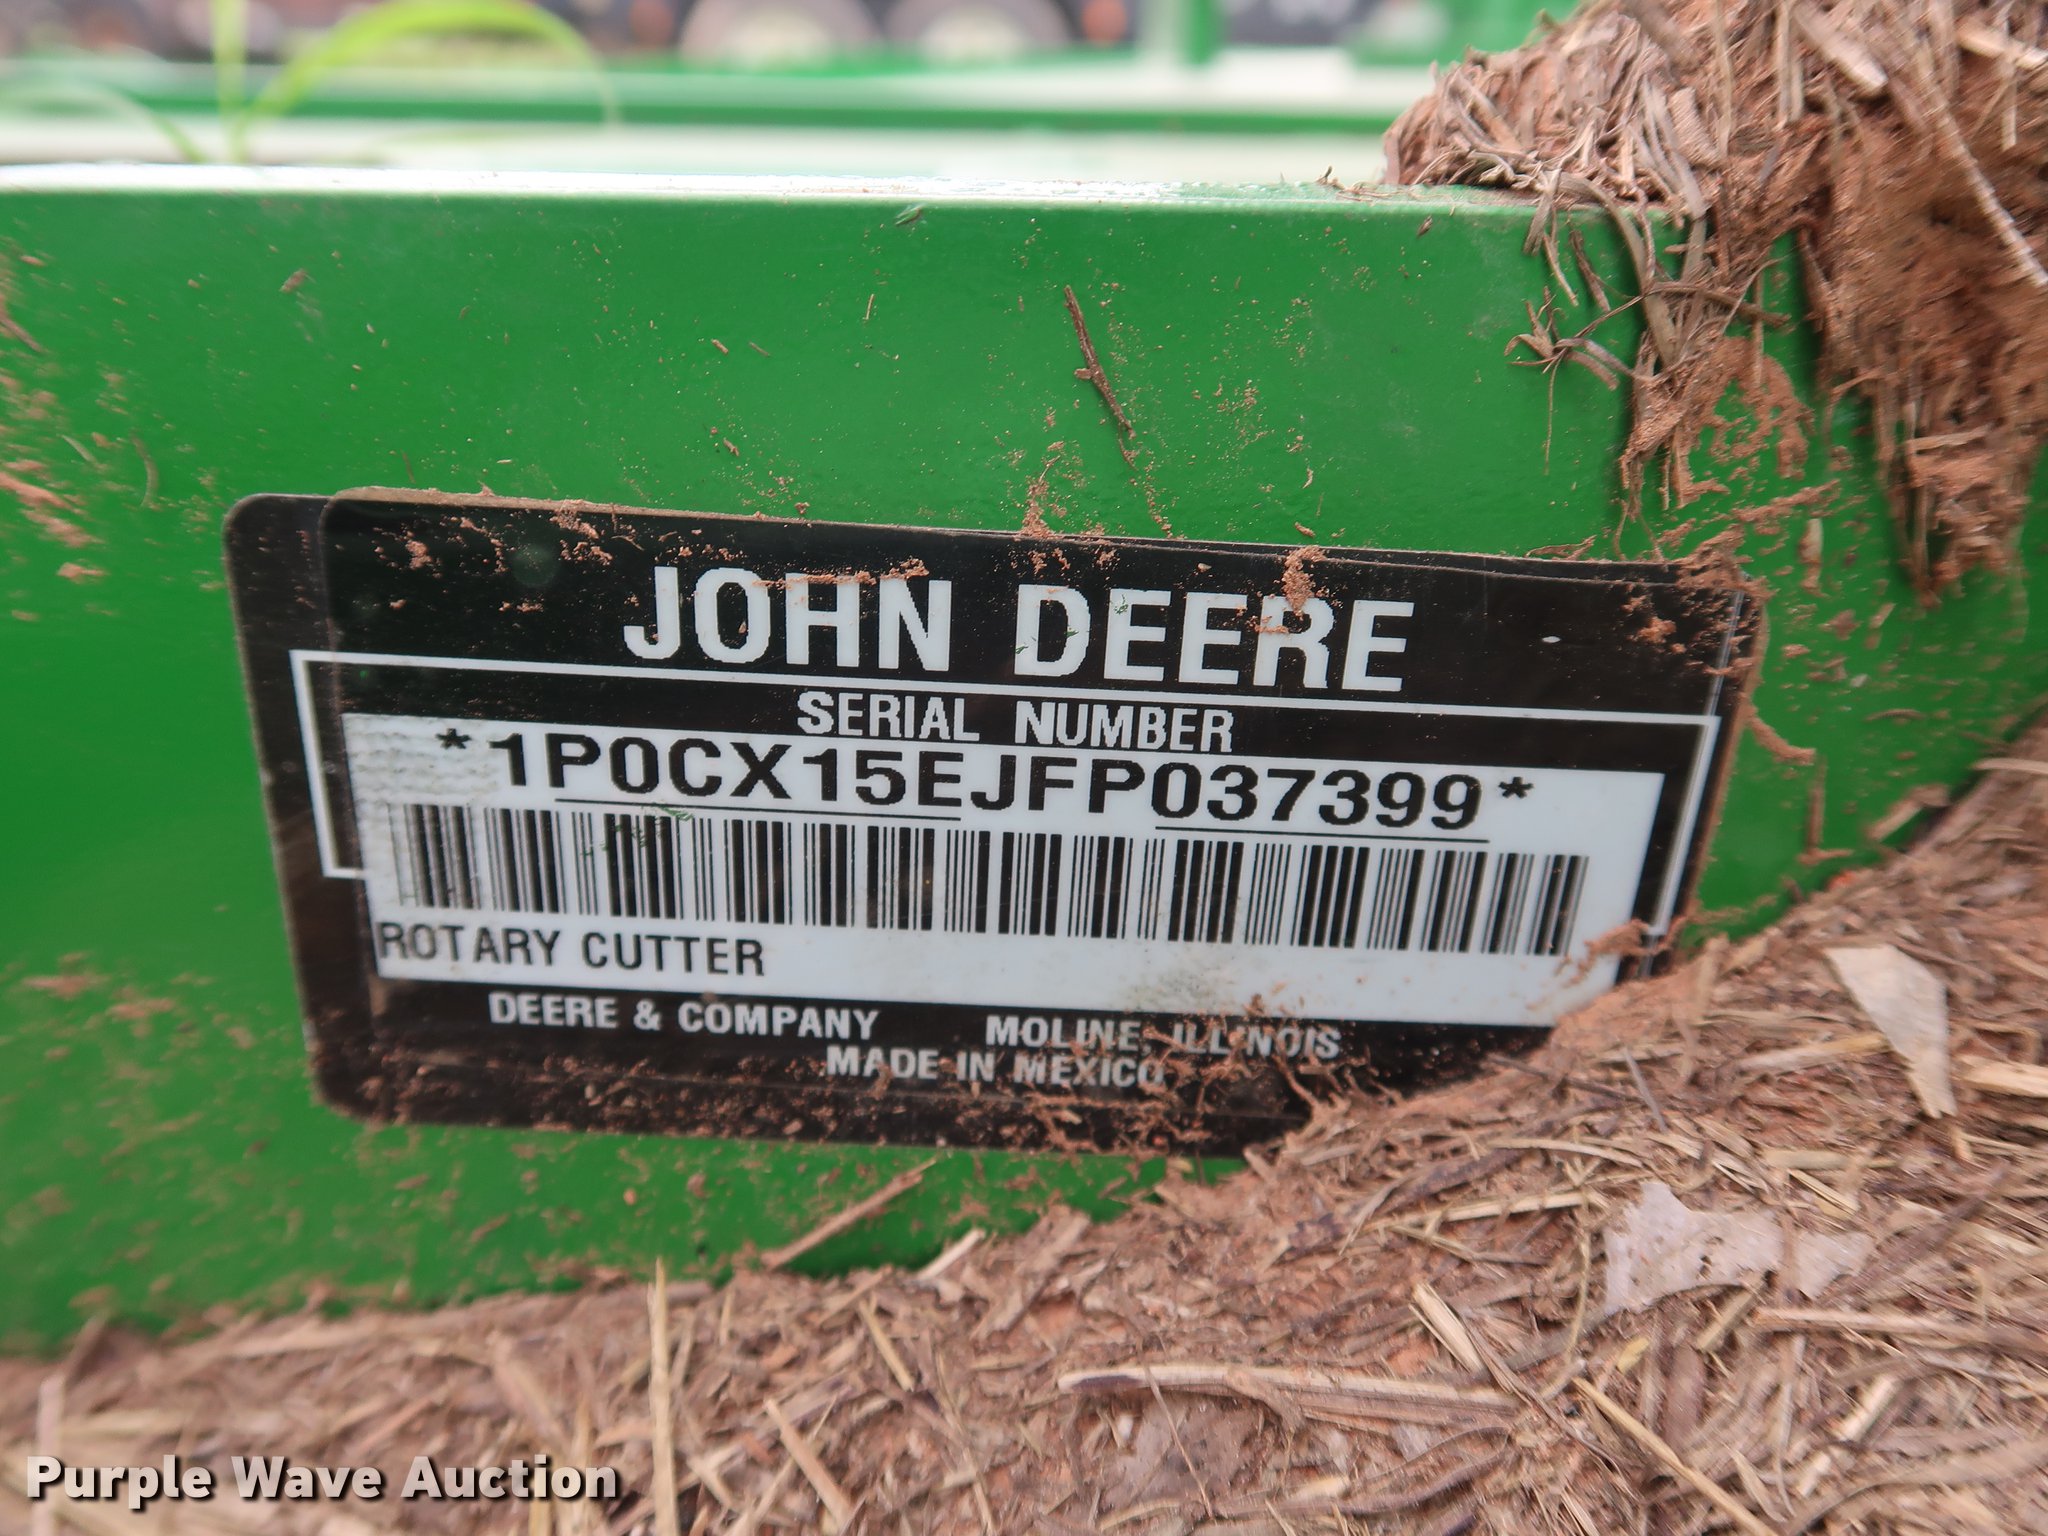 JOHN DEERE
SERIAL NUMBER
*1P0CX15EJFP037399*
ROTARY CUTTER
DEERE & COMPANY MOLINE, ILLINOIS
MADE IN MEXICO
Purple Wave Auction